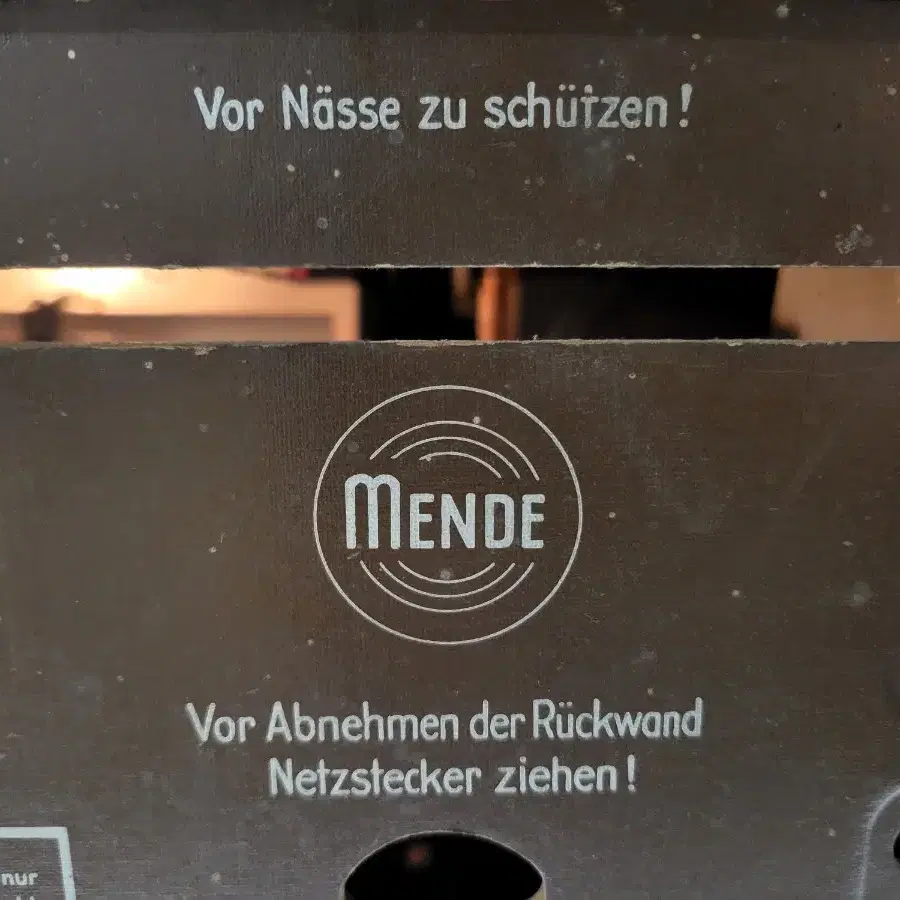 Vor Nässe zu schützen!
MENDE
Vor Abnehmen der Rückwand
Netzstecker ziehen!
nur